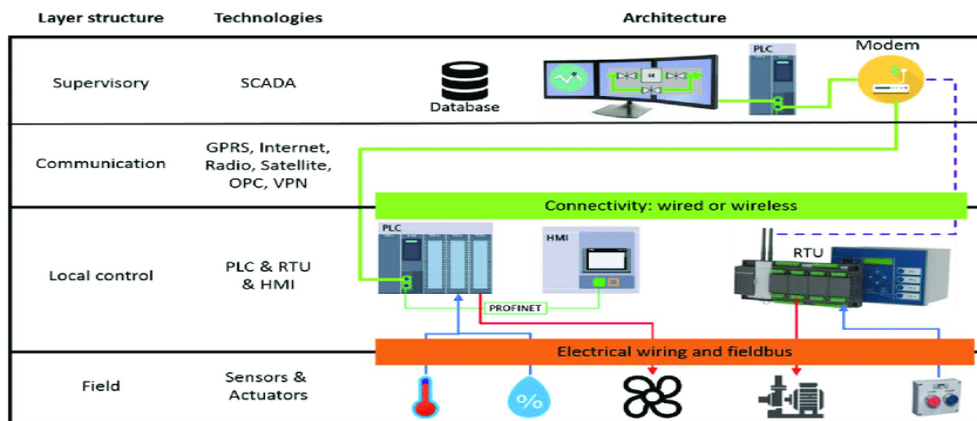 Layer structure
Technologies
Architecture
Supervisory
SCADA
Database
PLC
Modem
Communication
GPRS, Internet,
Radio, Satellite,
OPC, VPN
Connectivity: wired or wireless
Local control
PLC & RTU
& HMI
PLC
HMI
RTU
PROFINET
Electrical wiring and fieldbus
Field
Sensors &
Actuators
%